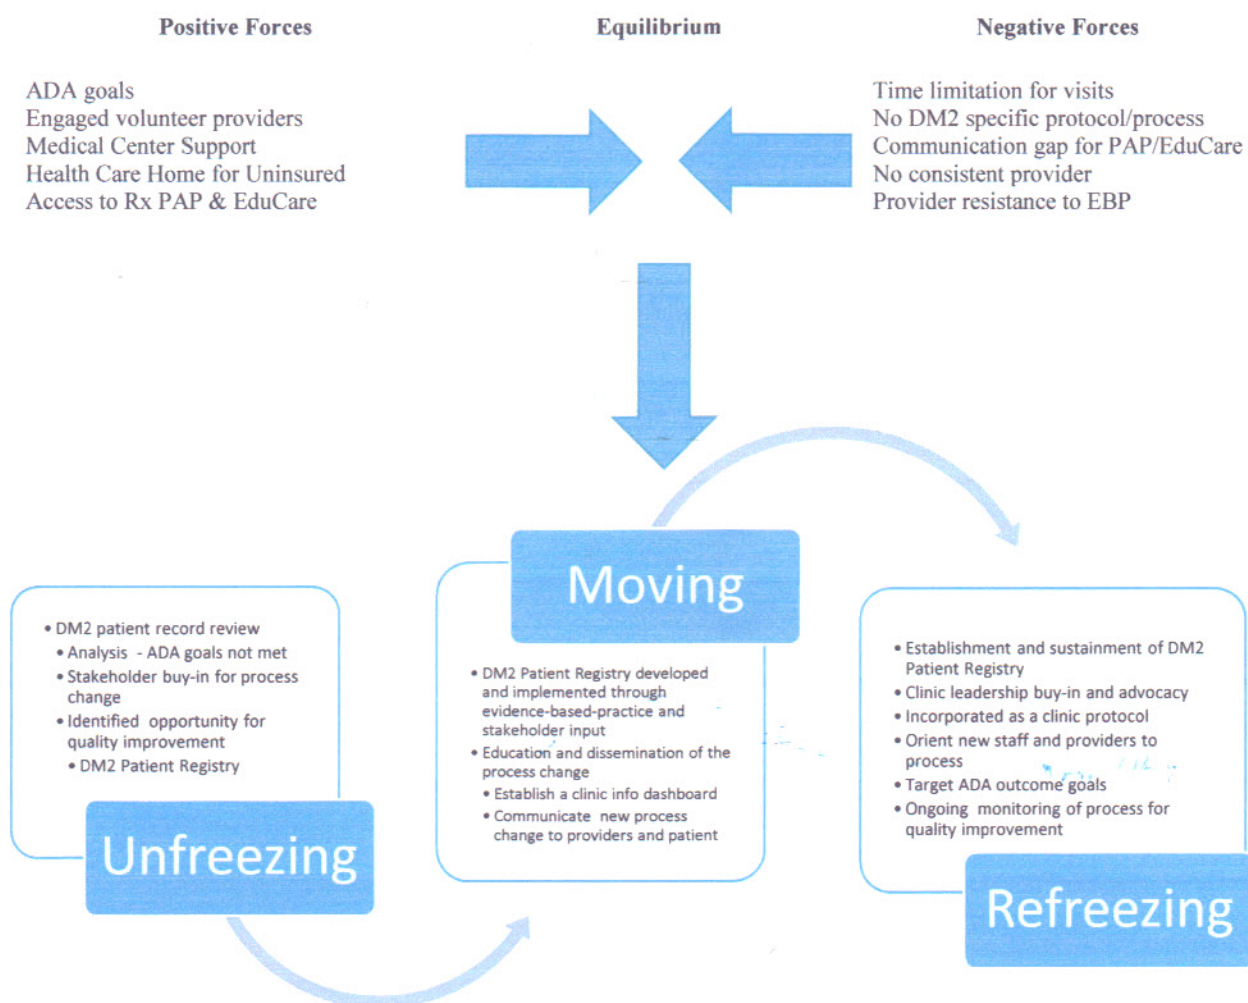 Positive Forces
Equilibrium
Negative Forces
ADA goals
Engaged volunteer providers
Medical Center Support
Health Care Home for Uninsured
Access to Rx PAP & EduCare
Time limitation for visits
No DM2 specific protocol/process
Communication gap for PAP/EduCare
No consistent provider
Provider resistance to EBP
• DM2 patient record review
• Analysis - ADA goals not met
• Stakeholder buy-in for process
change
• Identified opportunity for
quality improvement
• DM2 Patient Registry
Unfreezing
Moving
• DM2 Patient Registry developed
and implemented through
evidence-based-practice and
stakeholder input
• Education and dissemination of the
process change
• Establish a clinic info dashboard
• Communicate new process
change to providers and patient
• Establishment and sustainment of DM2
Patient Registry
• Clinic leadership buy-in and advocacy
• Incorporated as a clinic protocol
• Orient new staff and providers to
process
• Target ADA outcome goals
• Ongoing monitoring of process for
quality improvement
Refreezing